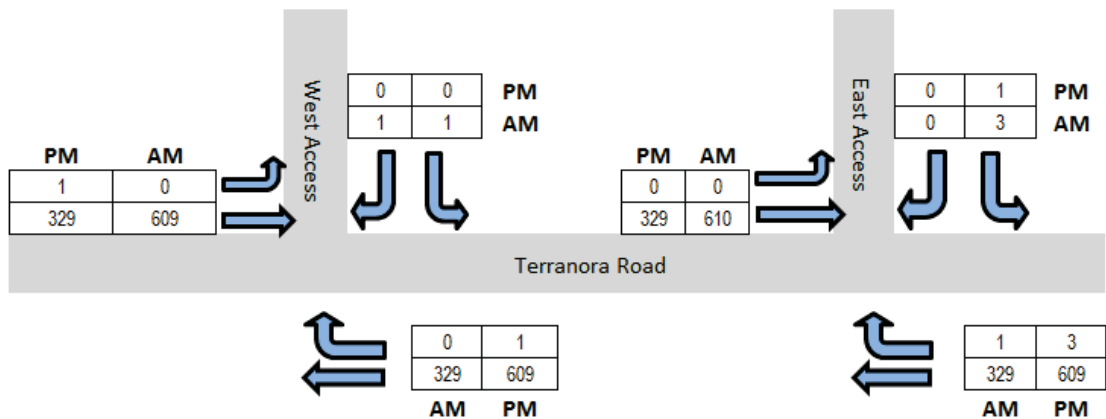 0 0 PM
1 1 AM
West Access
0 1 PM
0 3 AM
East Access
PM AM
1 0
329 609
PM AM
0 0
329 610
Terranora Road
0 1
329 609
AM PM
1 3
329 609
AM PM